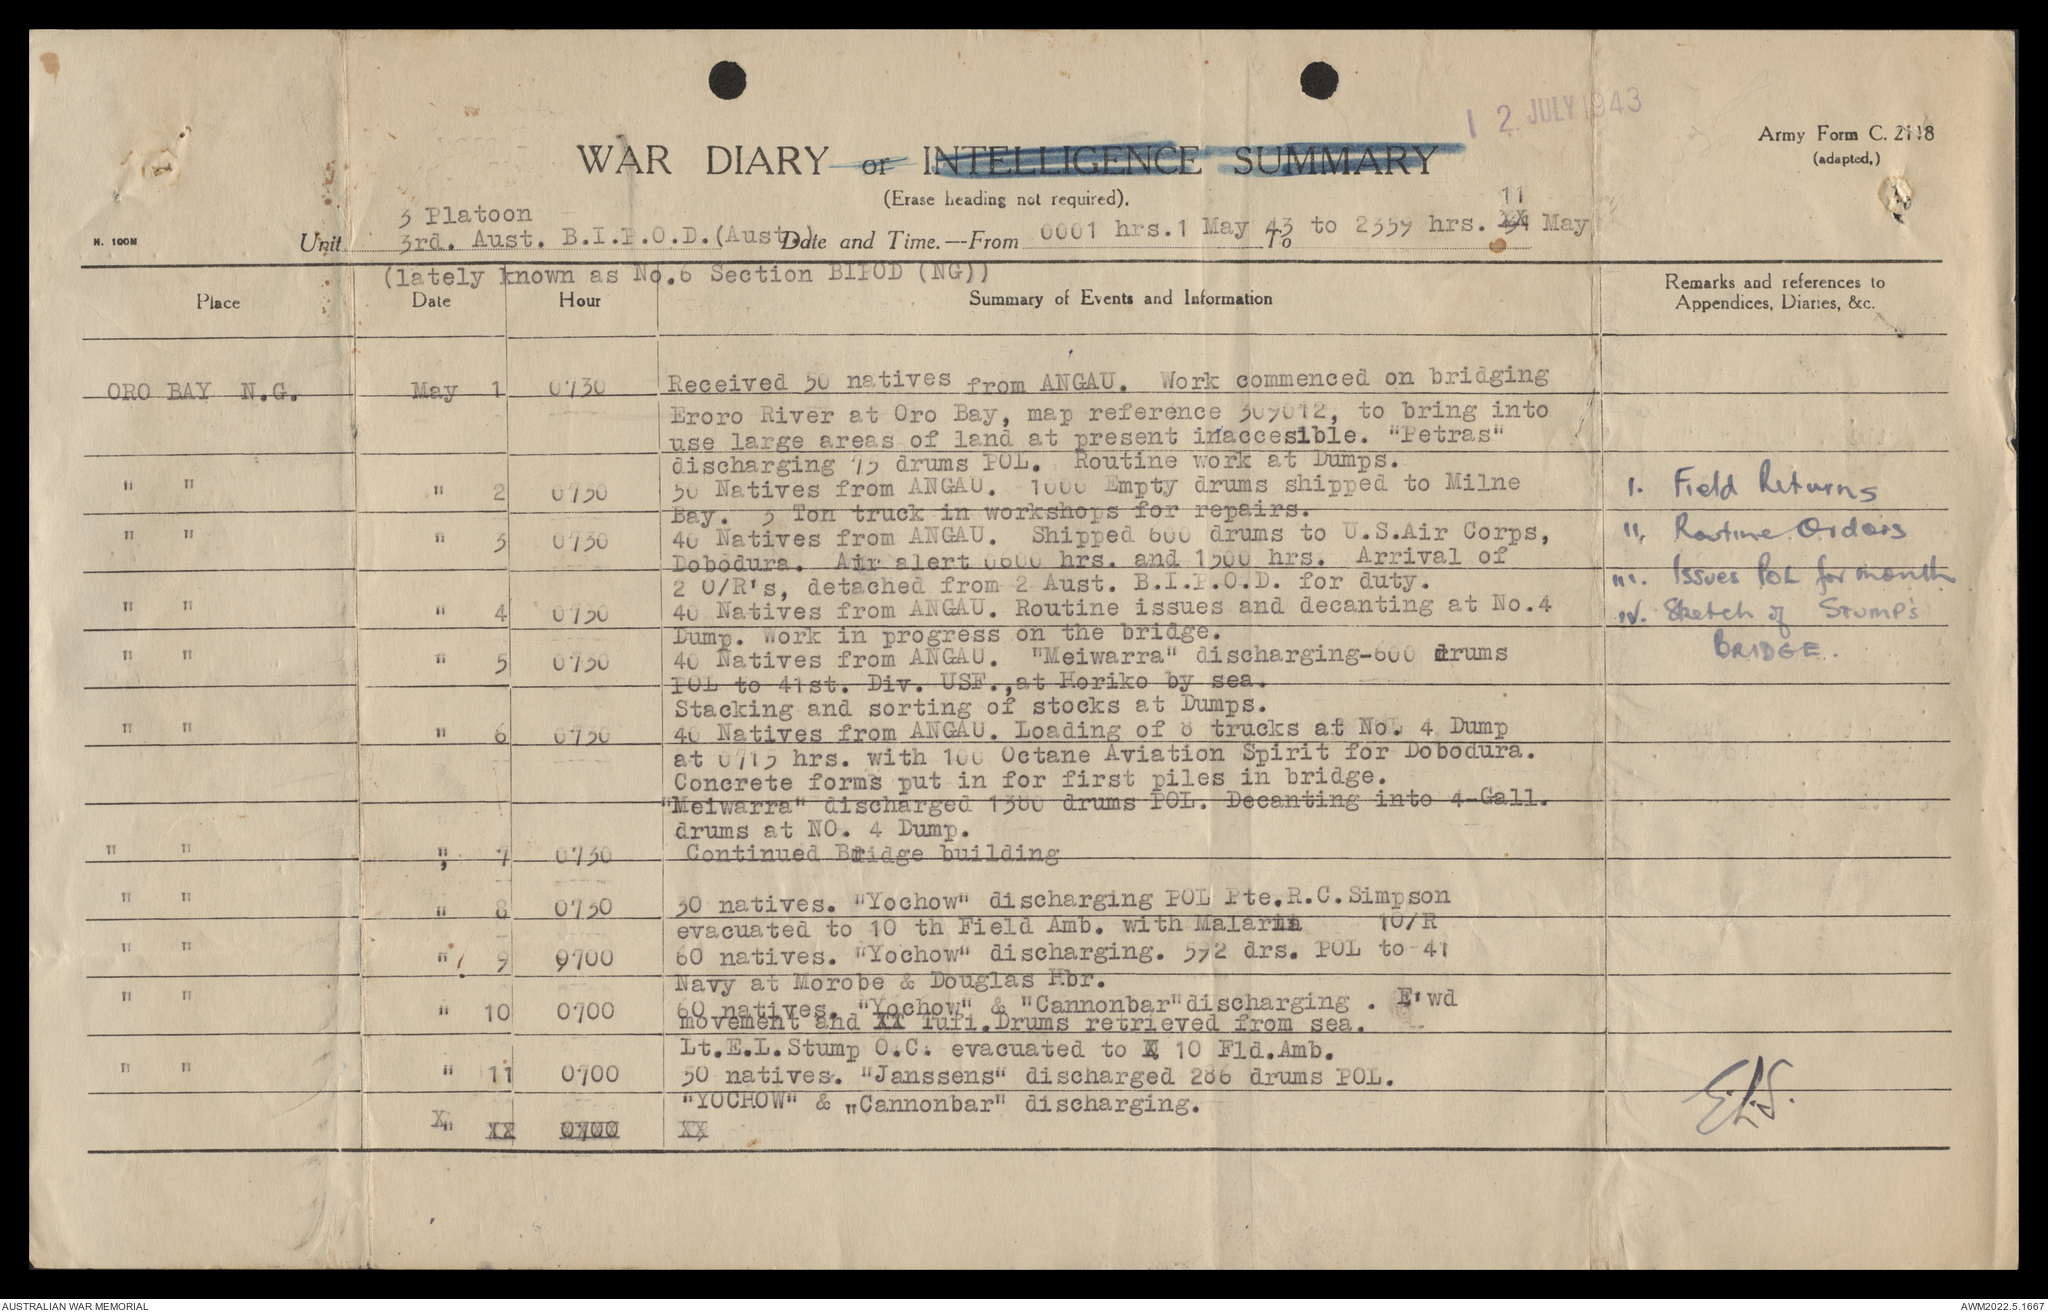 12 JULY 1943
Army Form C. 2118
(adapted.)
WAR DIARY or INTELLIGENCE SUMMARY
(Erase heading not required).
11
3 Platoon
H. 100M Unit 3rd. Aust. B.I.P.O.D.(Aust.) Date and Time.—From 0001 hrs.1 May 43 to 2359 hrs. XX May
To
(lately known as No.6 Section BIPOD (NG))
Place Date Hour Summary of Events and Information Remarks and references to
Appendices, Diaries, &c.
ORO BAY N.G. May 1 0730 Received 50 natives from ANGAU. Work commenced on bridging
Eroro River at Oro Bay, map reference 309012, to bring into
use large areas of land at present inaccesible. "Petras"
discharging 75 drums POL. Routine work at Dumps.
" " " 2 0730 50 Natives from ANGAU. 1000 Empty drums shipped to Milne I. Field Returns
Bay. 3 Ton truck in workshops for repairs.
" " " 3 0730 40 Natives from ANGAU. Shipped 600 drums to U.S.Air Corps, II. Routine Orders
Dobodura. Air alert 0600 hrs. and 1500 hrs. Arrival of
2 O/R's, detached from 2 Aust. B.I.P.O.D. for duty. III. Issues POL for month
" " " 4 0730 40 Natives from ANGAU. Routine issues and decanting at No.4 IV. Sketch of Stump's
Dump. Work in progress on the bridge.
" " " 5 0730 40 Natives from ANGAU. "Meiwarra" discharging-600 drums BRIDGE.
POL to 41st. Div. USF.,at Horiko by sea.
Stacking and sorting of stocks at Dumps.
" " " 6 0730 40 Natives from ANGAU. Loading of 8 trucks at No. 4 Dump
at 0715 hrs. with 100 Octane Aviation Spirit for Dobodura.
Concrete forms put in for first piles in bridge.
"Meiwarra" discharged 1380 drums POL. Decanting into 4-Gall.
drums at NO. 4 Dump.
" " " 7 0730 Continued Bridge building
" " " 8 0730 50 natives. "Yochow" discharging POL Pte.R.C.Simpson
evacuated to 10 th Field Amb. with Malaria 10/R
" " " 9 0700 60 natives. "Yochow" discharging. 592 drs. POL to 41
Navy at Morobe & Douglas Hbr.
" " " 10 0700 60 natives. "Yochow" & "Cannonbar"discharging . F'wd
movement and XX Tufi.Drums retrieved from sea.
Lt.E.L.Stump O.C. evacuated to X 10 Fld.Amb.
" " " 11 0700 50 natives. "Janssens" discharged 286 drums POL.
"YOCHOW" & "Cannonbar" discharging.
E.L.S.
X" XX 0700 XX
AUSTRALIAN WAR MEMORIAL AWM2022.5.1667